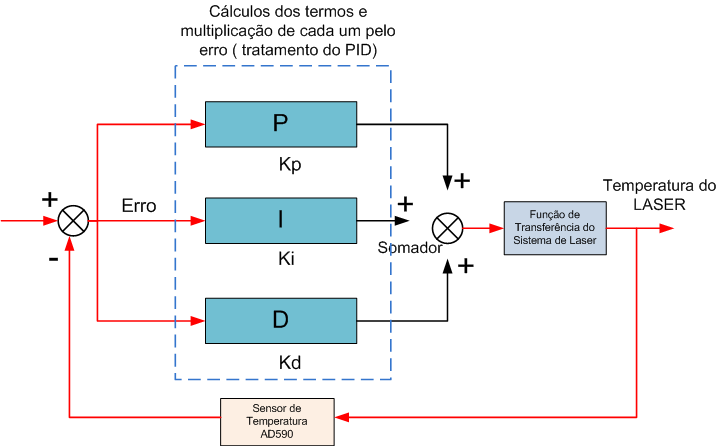 Cálculos dos termos e
multiplicação de cada um pelo
erro ( tratamento do PID)
P
Kp
+
+
Erro
I
+
Ki
-
Somador
+
D
Kd
Função de
Transferência do
Sistema de Laser
Temperatura do
LASER
Sensor de
Temperatura
AD590